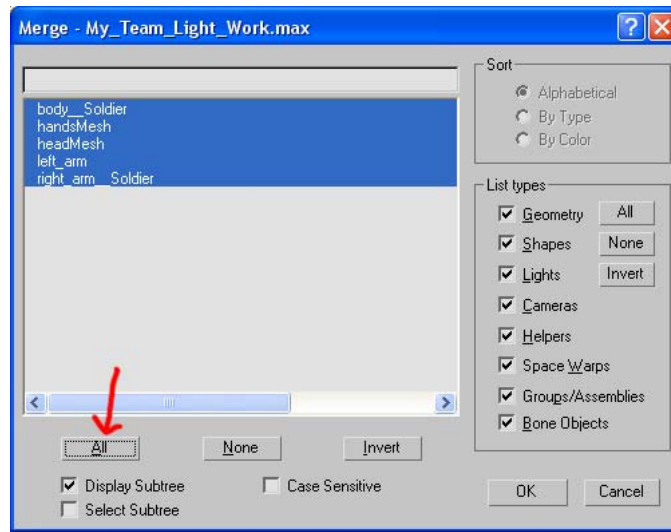 Merge - My_Team_Light_Work.max
body__Soldier
handsMesh
headMesh
left_arm
right_arm__Soldier
All
None
Invert
Display Subtree
Case Sensitive
Select Subtree
Sort
Alphabetical
By Type
By Color
List types
Geometry
All
Shapes
None
Lights
Invert
Cameras
Helpers
Space Warps
Groups/Assemblies
Bone Objects
OK
Cancel